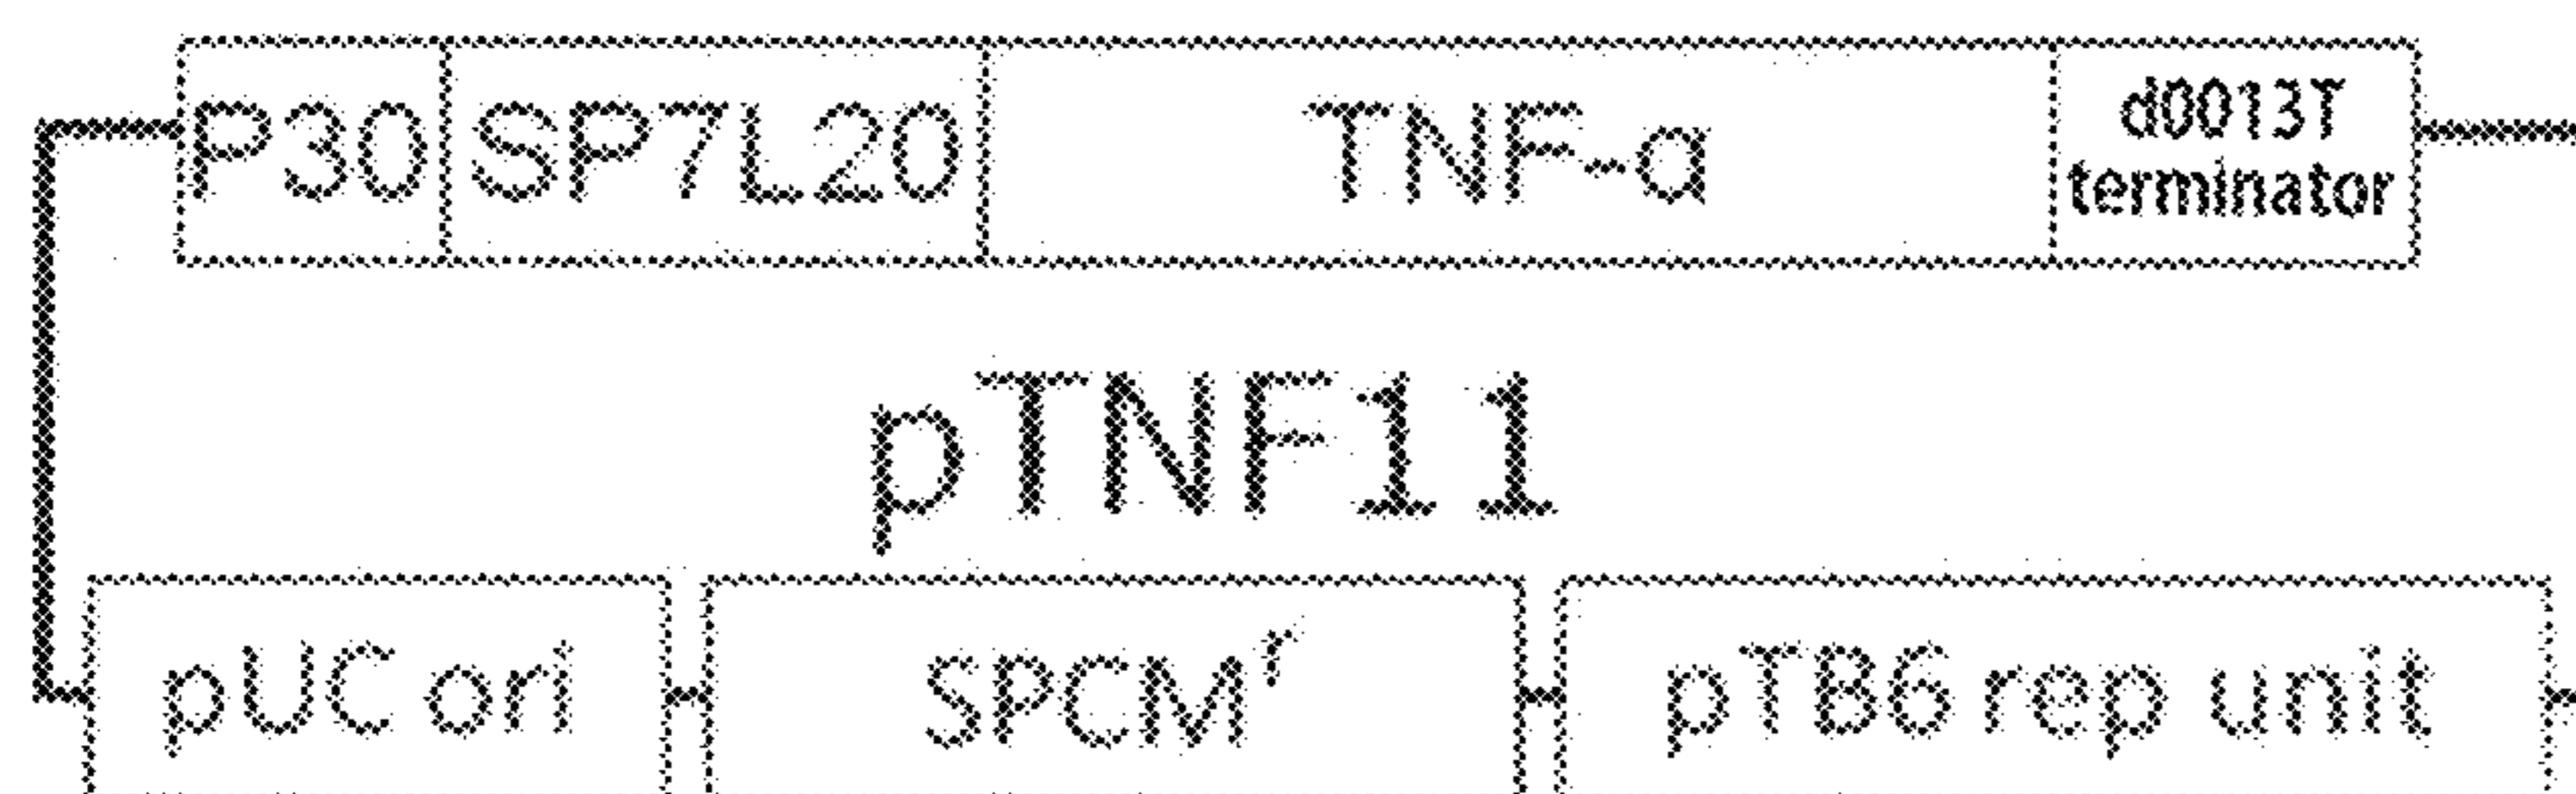 P30 SP7L20 TNF-α d0013T
terminator
pTNF11
pUC ori SPCMʳ pTB6 rep unit